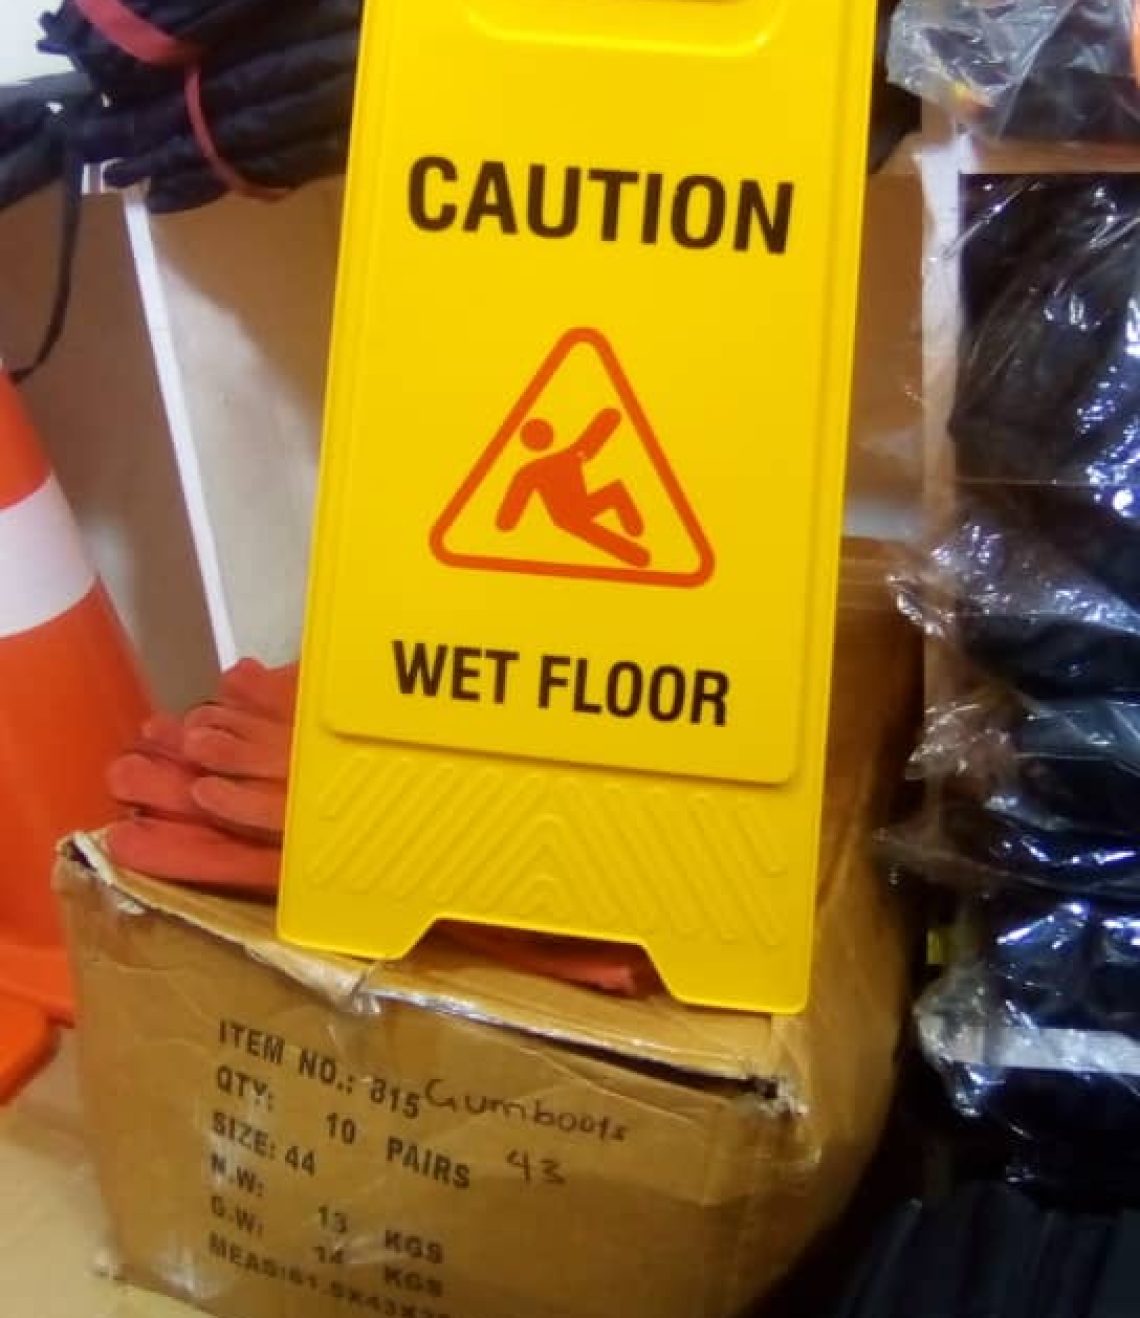 CAUTION
WET FLOOR
ITEM NO.: 815 Gumboots
QTY: 10 PAIRS 43
SIZE: 44
N.W: 13 KGS
G.W: 14 KGS